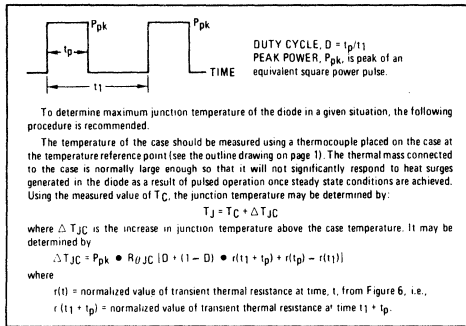 Ppk
Ppk
tp
TIME
t1
DUTY CYCLE, D = tp/t1
PEAK POWER, Ppk, is peak of an
equivalent square power pulse.
To determine maximum junction temperature of the diode in a given situation, the following
procedure is recommended.
The temperature of the case should be measured using a thermocouple placed on the case at
the temperature reference point (see the outline drawing on page 1). The thermal mass connected
to the case is normally large enough so that it will not significantly respond to heat surges
generated in the diode as a result of pulsed operation once steady state conditions are achieved.
Using the measured value of TC, the junction temperature may be determined by:
TJ = TC + △TJC
where △ TJC is the increase in junction temperature above the case temperature. It may be
determined by
△ TJC = Ppk • RθJC [D + (1 − D) • r(t1 + tp) + r(tp) − r(t1)]
where
r(t) = normalized value of transient thermal resistance at time, t, from Figure 6, i.e.,
r (t1 + tp) = normalized value of transient thermal resistance at time t1 + tp.